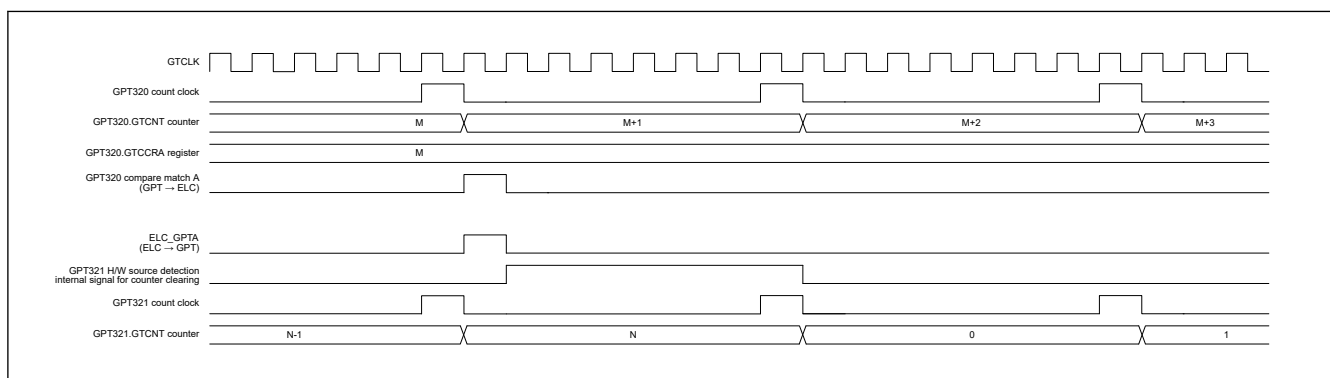 GTCLK
GPT320 count clock
GPT320.GTCNT counter M M+1 M+2 M+3
GPT320.GTCCRA register M
GPT320 compare match A
(GPT → ELC)
ELC_GPTA
(ELC → GPT)
GPT321 H/W source detection
internal signal for counter clearing
GPT321 count clock
GPT321.GTCNT counter N-1 N 0 1